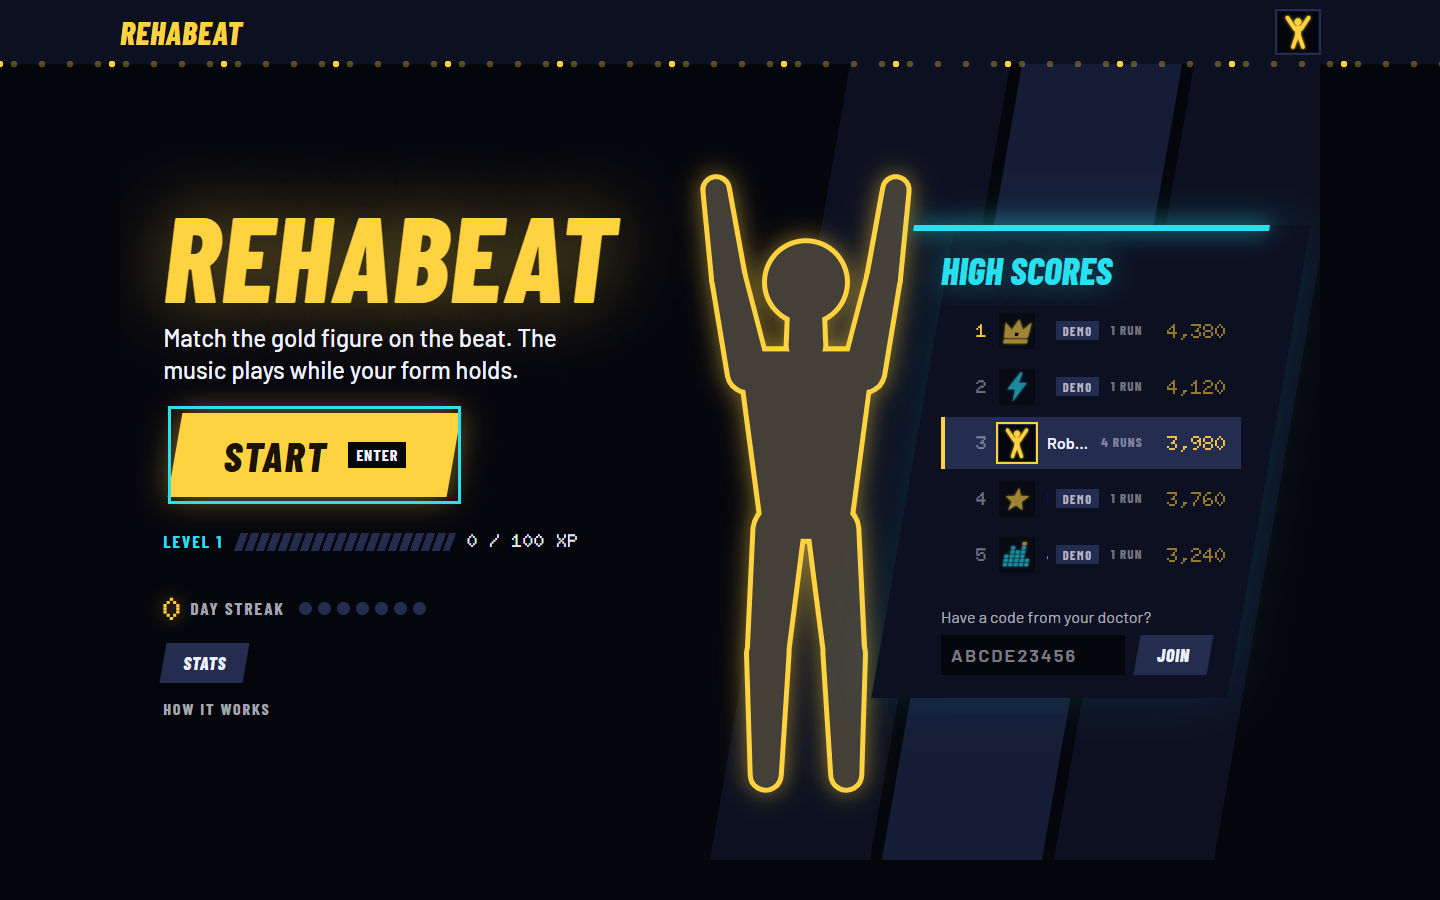 REHABEAT
REHABEAT
Match the gold figure on the beat. The
music plays while your form holds.
START ENTER
LEVEL 1 0 / 100 XP
0 DAY STREAK
STATS
HOW IT WORKS
HIGH SCORES
1 DEMO 1 RUN 4,380
2 DEMO 1 RUN 4,120
3 Rob... 4 RUNS 3,980
4 DEMO 1 RUN 3,760
5 DEMO 1 RUN 3,240
Have a code from your doctor?
ABCDE23456 JOIN